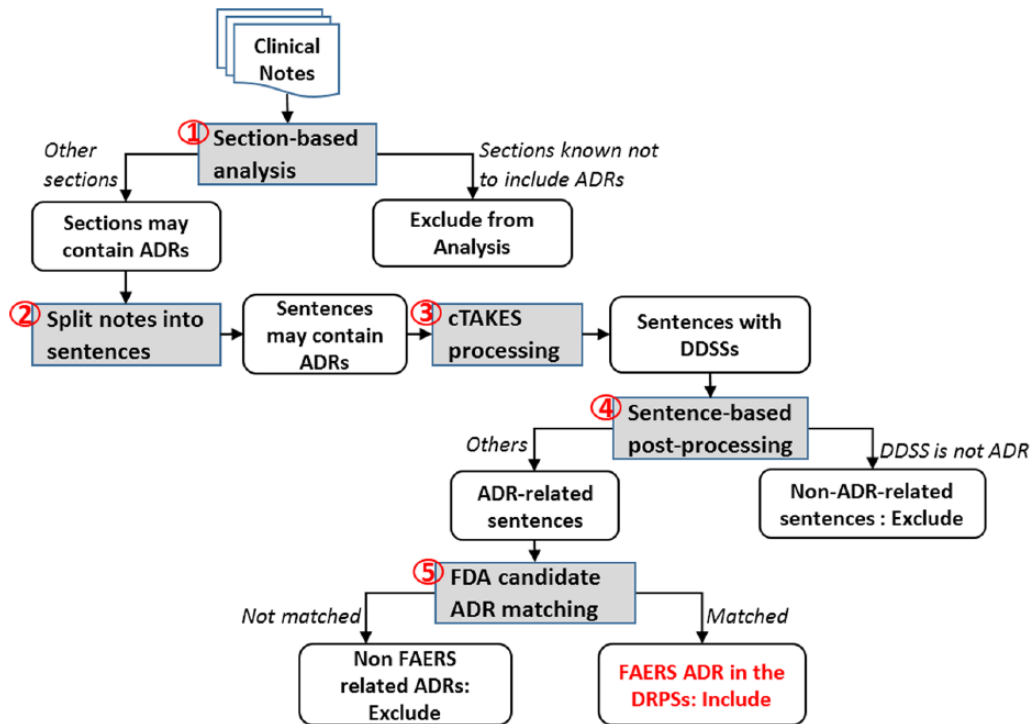 Clinical
Notes
① Section-based
analysis
Other
sections
Sections known not
to include ADRs
Sections may
contain ADRs
Exclude from
Analysis
② Split notes into
sentences
Sentences
may contain
ADRs
③ cTAKES
processing
Sentences with
DDSSs
④ Sentence-based
post-processing
Others
DDSS is not ADR
ADR-related
sentences
Non-ADR-related
sentences : Exclude
⑤ FDA candidate
ADR matching
Not matched
Matched
Non FAERS
related ADRs:
Exclude
FAERS ADR in the
DRPSs: Include